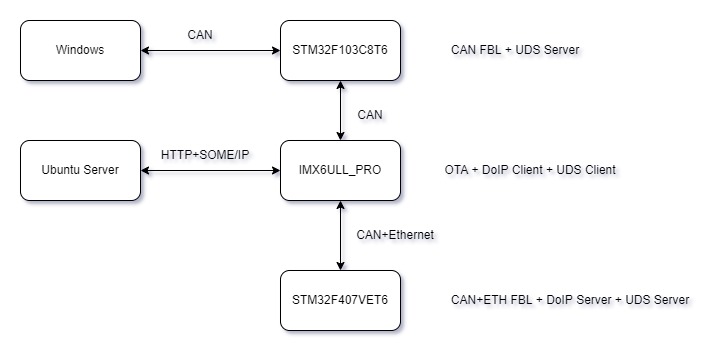 CAN
Windows
STM32F103C8T6
CAN FBL + UDS Server
CAN
HTTP+SOME/IP
Ubuntu Server
IMX6ULL_PRO
OTA + DoIP Client + UDS Client
CAN+Ethernet
STM32F407VET6
CAN+ETH FBL + DoIP Server + UDS Server